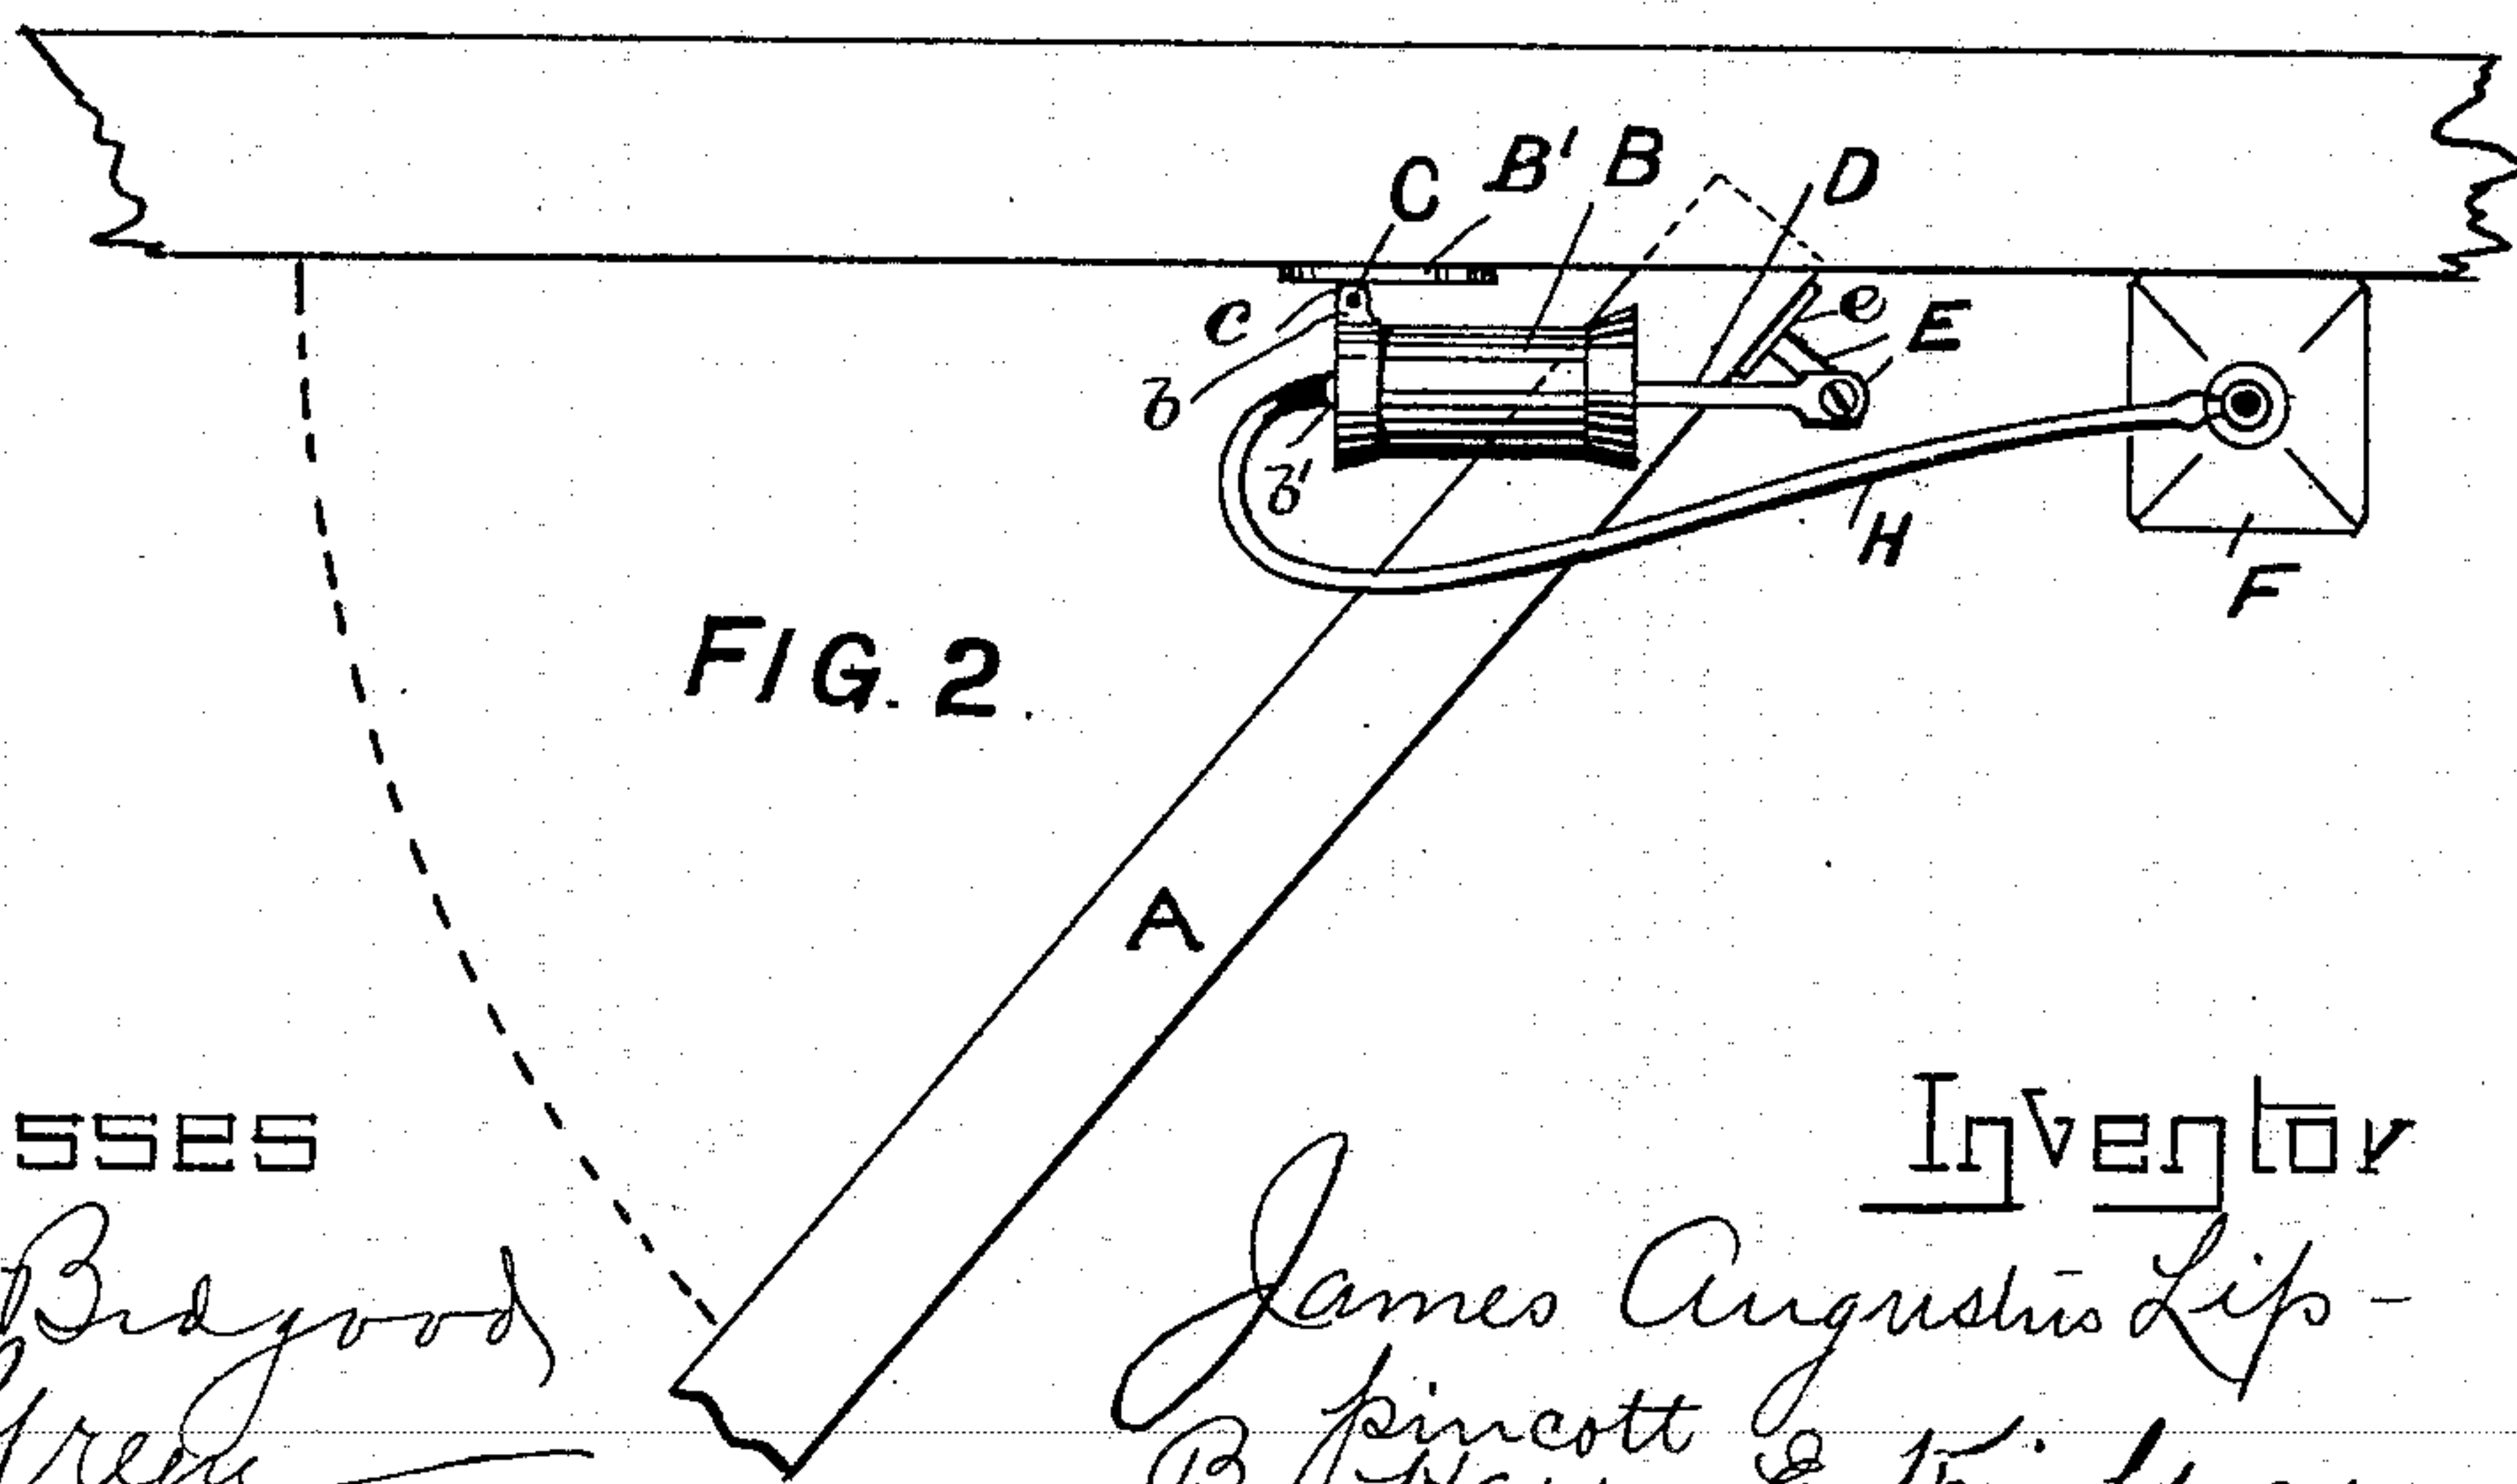 C B' B D
c e E
b
b' H
F
FIG. 2.
A
sses Inventor
Bidgood James Augustus Lip-
pincott